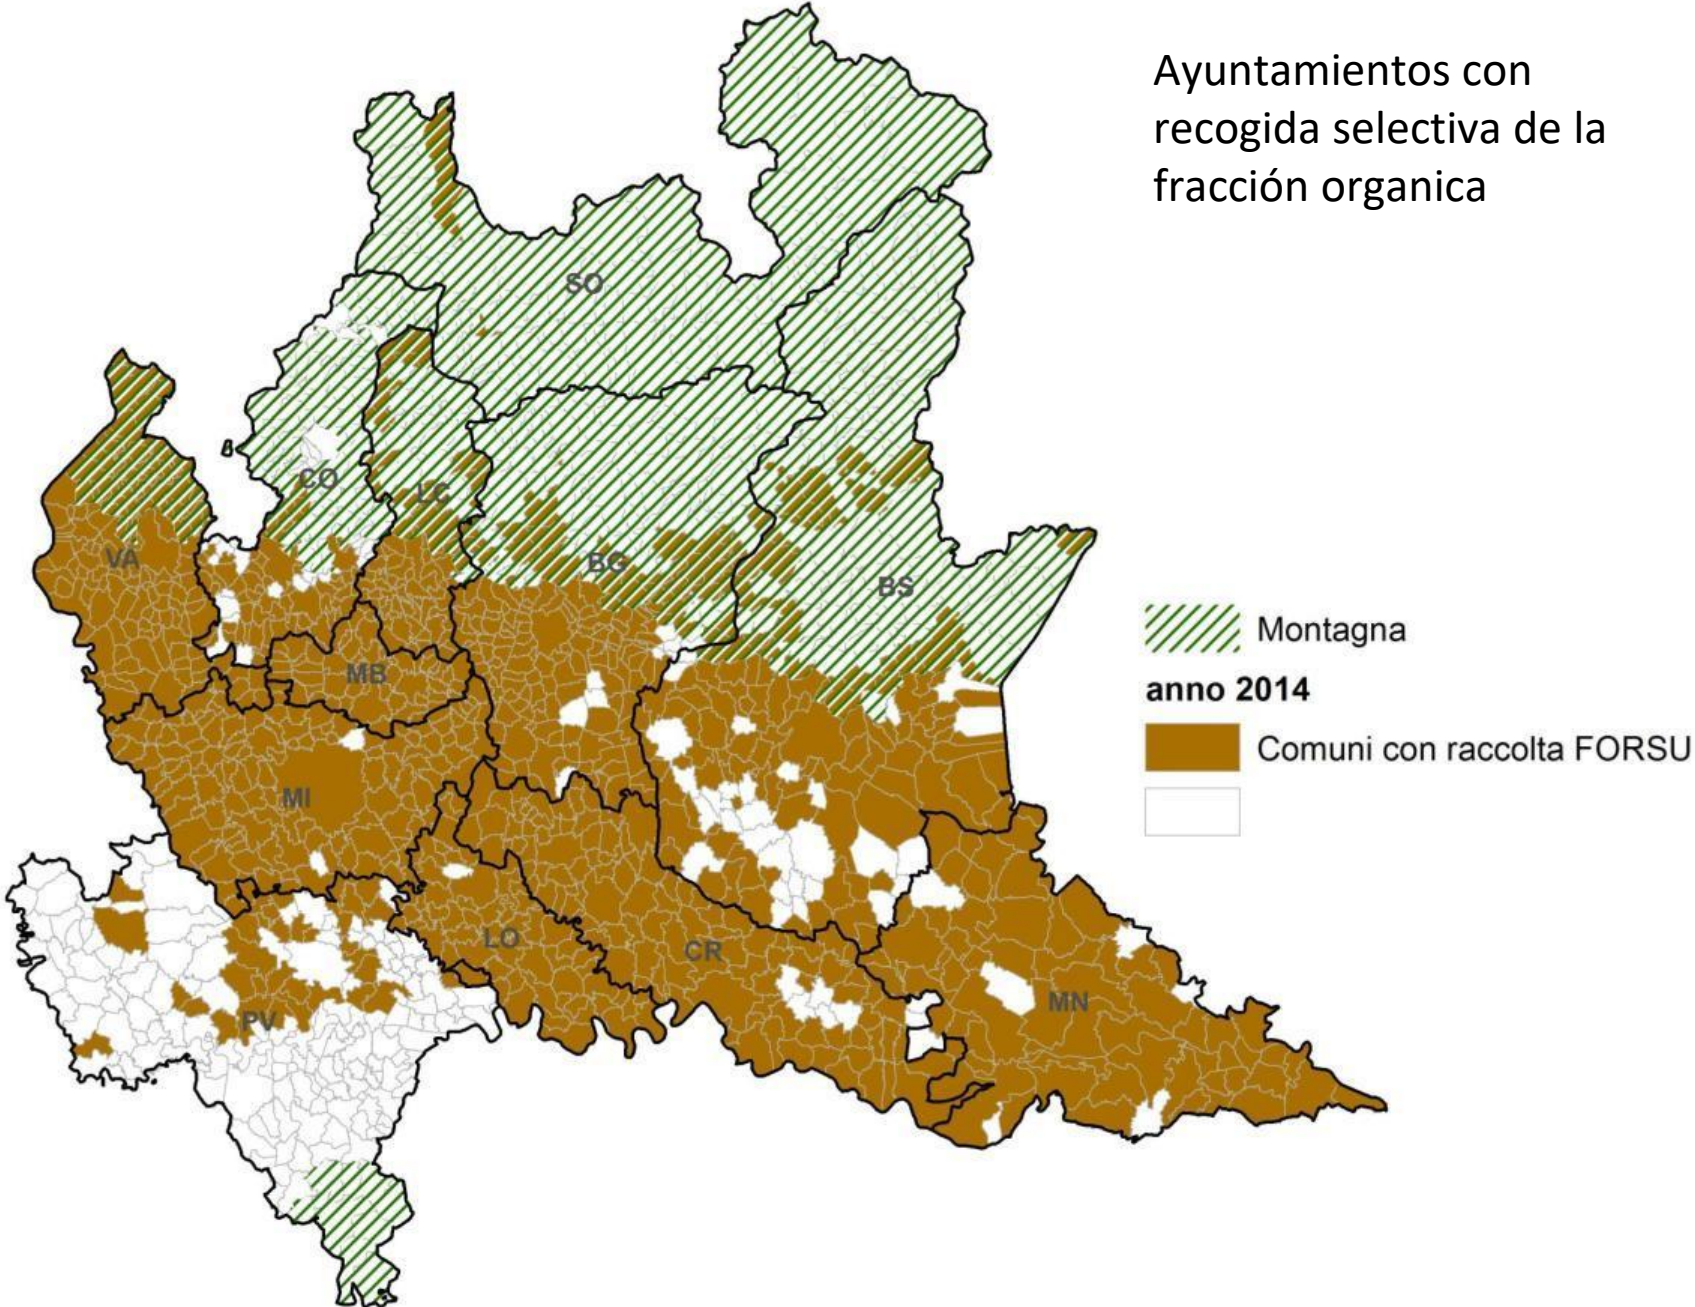 Ayuntamientos con
recogida selectiva de la
fracción organica
SO
CO
LC
VA
BG
BS
MB
MI
LO
CR
PV
MN
Montagna
anno 2014
Comuni con raccolta FORSU